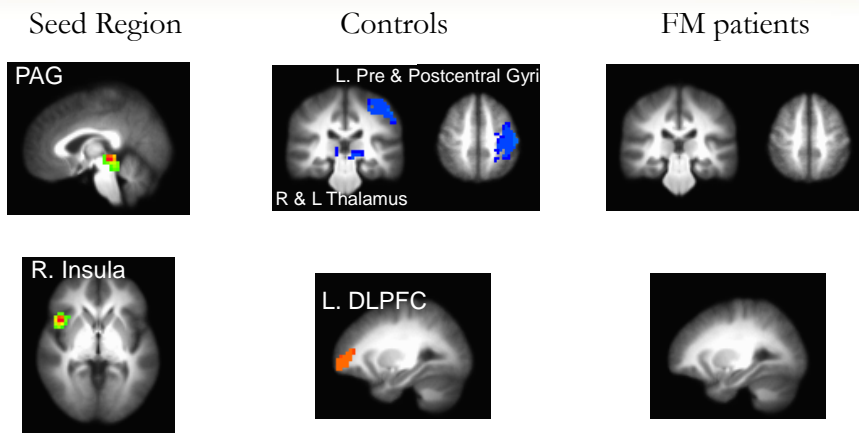 Seed Region
Controls
FM patients
PAG
L. Pre & Postcentral Gyri
R & L Thalamus
R. Insula
L. DLPFC